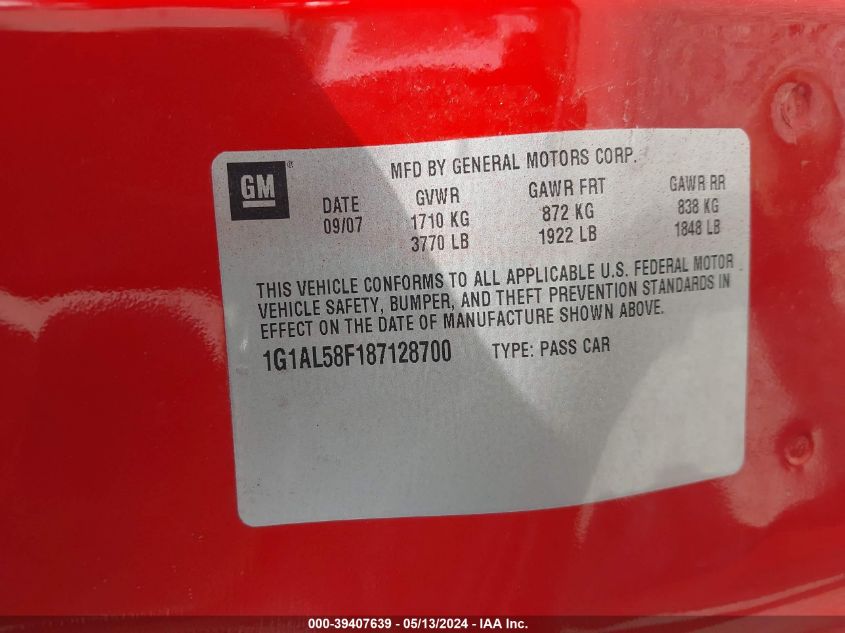 GM ® MFD BY GENERAL MOTORS CORP.
DATE GVWR GAWR FRT GAWR RR
09/07 1710 KG 872 KG 838 KG
3770 LB 1922 LB 1848 LB
THIS VEHICLE CONFORMS TO ALL APPLICABLE U.S. FEDERAL MOTOR
VEHICLE SAFETY, BUMPER, AND THEFT PREVENTION STANDARDS IN
EFFECT ON THE DATE OF MANUFACTURE SHOWN ABOVE.
1G1AL58F187128700 TYPE: PASS CAR
000-39407639 - 05/13/2024 - IAA Inc.